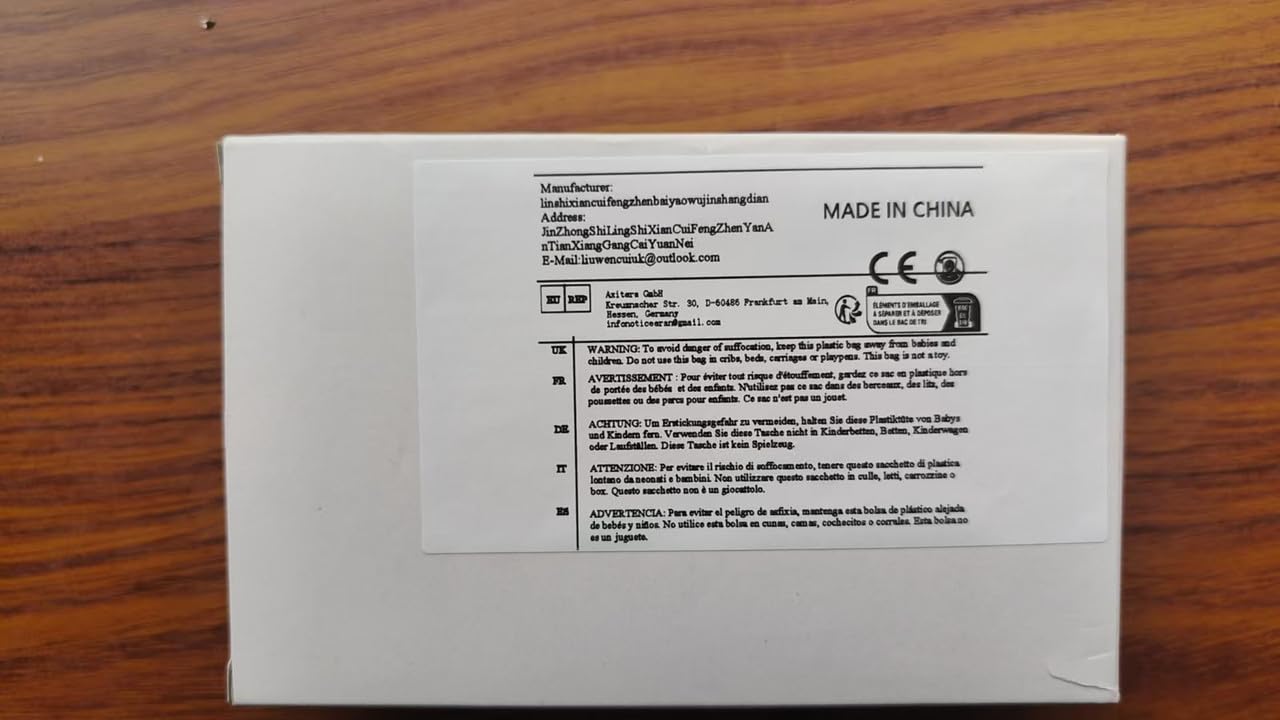 Manufacturer:
linshixiancuifengzhenbaiyaowujinshangdian
Address:
JinZhongShiLingShiXianCuiFengZhenYanA
nTianXiangGangCaiYuanNei
E-Mail:liuwencuiuk@outlook.com
MADE IN CHINA
CE
EU REP
Axitera GmbH
Kreuznacher Str. 30, D-60486 Frankfurt am Main,
Hessen, Germany
infonoticearan@gmail.com
FR
ÉLÉMENTS D'EMBALLAGE
À SÉPARER ET À DÉPOSER
DANS LE BAC DE TRI
BAC
DE
TRI
UK
WARNING: To avoid danger of suffocation, keep this plastic bag away from babies and
children. Do not use this bag in cribs, beds, carriages or playpens. This bag is not a toy.
FR
AVERTISSEMENT : Pour éviter tout risque d'étouffement, gardez ce sac en plastique hors
de portée des bébés et des enfants. N'utilisez pas ce sac dans des berceaux, des lits, des
poussettes ou des parcs pour enfants. Ce sac n'est pas un jouet.
DE
ACHTUNG: Um Erstickungsgefahr zu vermeiden, halten Sie diese Plastiktüte von Babys
und Kindern fern. Verwenden Sie diese Tasche nicht in Kinderbetten, Betten, Kinderwagen
oder Laufställen. Diese Tasche ist kein Spielzeug.
IT
ATTENZIONE: Per evitare il rischio di soffocamento, tenere questo sacchetto di plastica
lontano da neonati e bambini. Non utilizzare questo sacchetto in culle, letti, carrozzine o
box. Questo sacchetto non è un giocattolo.
ES
ADVERTENCIA: Para evitar el peligro de asfixia, mantenga esta bolsa de plástico alejada
de bebés y niños. No utilice esta bolsa en cunas, camas, cochecitos o corrales. Esta bolsa no
es un juguete.